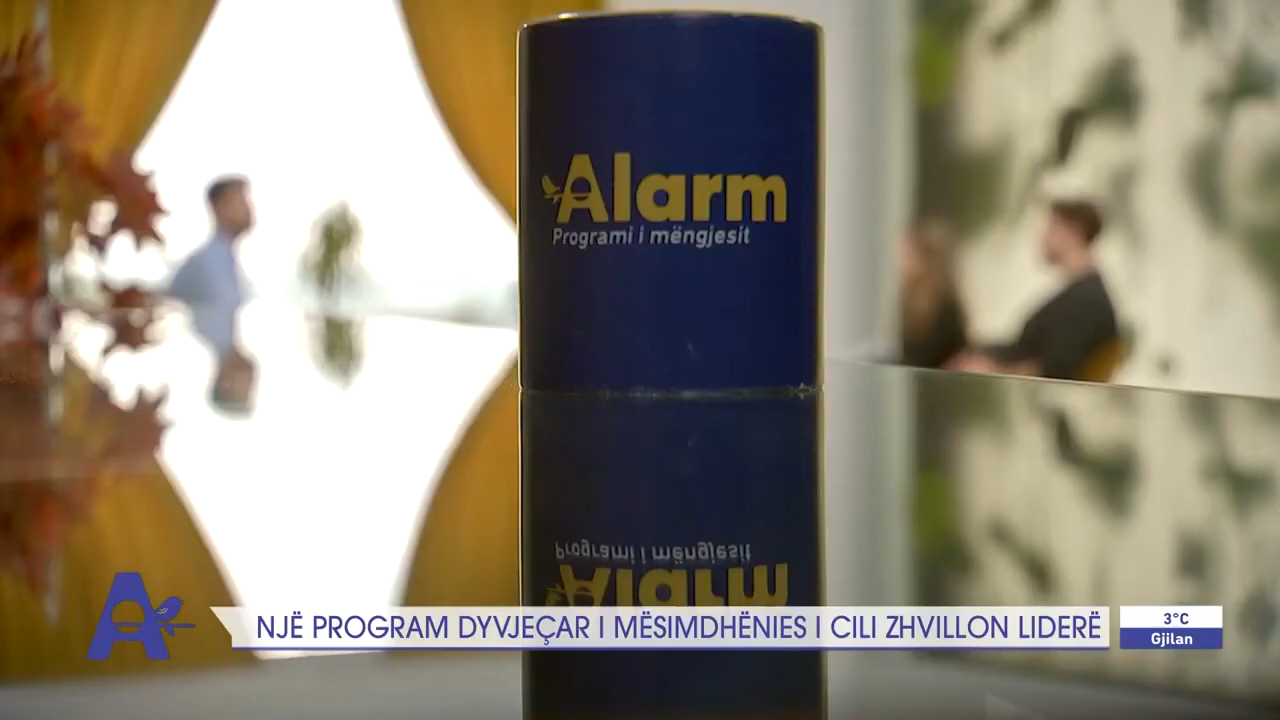 Alarm
Programi i mëngjesit
Programi i mëngjesit
Alarm
A
NJË PROGRAM DYVJEÇAR I MËSIMDHËNIES I CILI ZHVILLON LIDERË
3°C
Gjilan